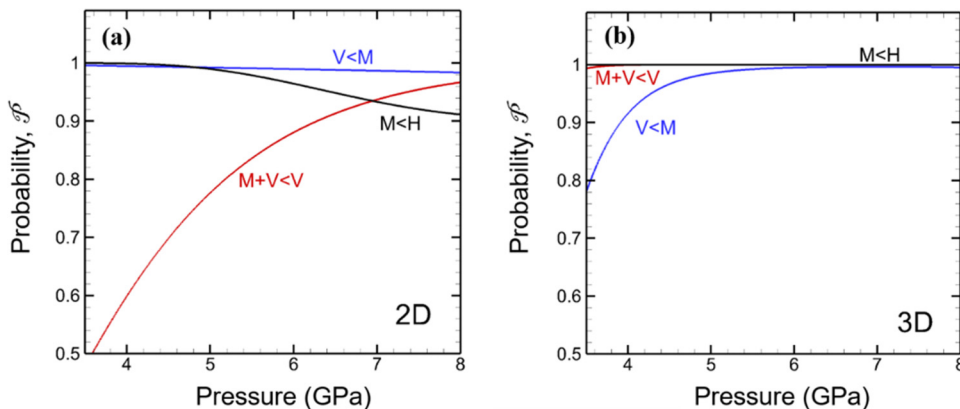 (a)
V<M
M<H
M+V<V
2D
Probability, 𝒫
1
0.9
0.8
0.7
0.6
0.5
4
5
6
7
8
Pressure (GPa)
(b)
M<H
M+V<V
V<M
3D
Probability, 𝒫
1
0.9
0.8
0.7
0.6
0.5
4
5
6
7
8
Pressure (GPa)